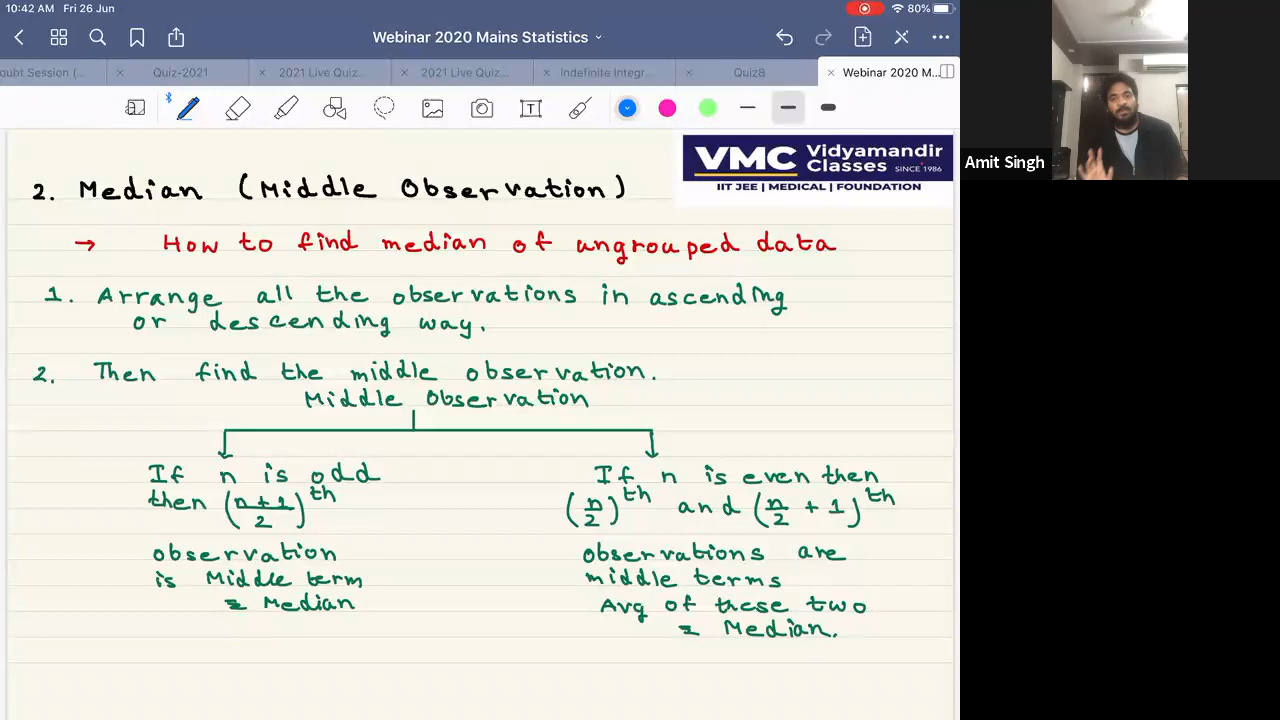 10:42 AM Fri 26 Jun
80%
Webinar 2020 Mains Statistics
oubt Session (
Quiz-2021
2021 Live Quiz...
2021 Live Quiz...
Indefinite Integr...
Quiz8
Webinar 2020 M...
VMC Vidyamandir Classes SINCE 1986
IIT JEE | MEDICAL | FOUNDATION
Amit Singh
2. Median (Middle Observation)
→ How to find median of ungrouped data
1. Arrange all the observations in ascending
or descending way.
2. Then find the middle observation.
Middle Observation
If n is odd
then (n+1/2)th
observation
is Middle term
= Median
If n is even then
(n/2)th and (n/2 + 1)th
observations are
middle terms
Avg of these two
= Median.